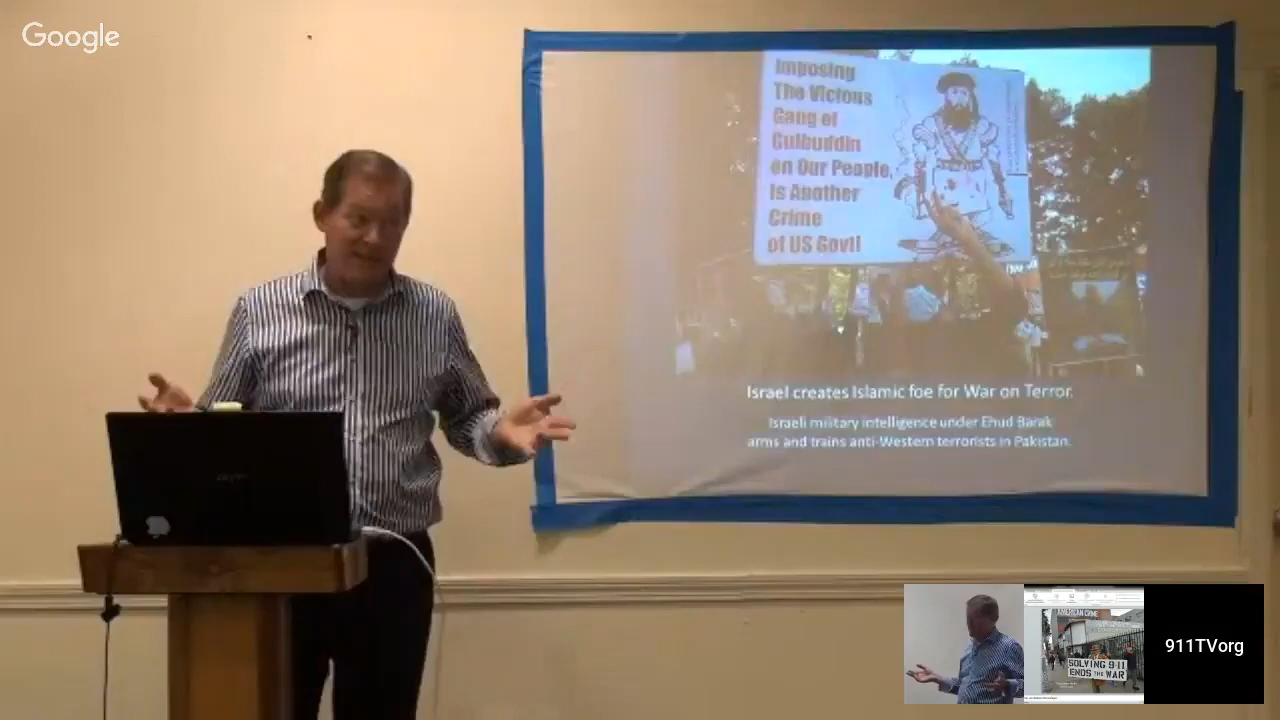 Google
Imposing
The Vicious
Gang of
Gulbuddin
on Our People,
Is Another
Crime
of US Govt!
Israel creates Islamic foe for War on Terror.
Israeli military intelligence under Ehud Barak
arms and trains anti-Western terrorists in Pakistan.
AMERICAN CRIME
SOLVING 9-11
ENDS THE WAR
911TVorg